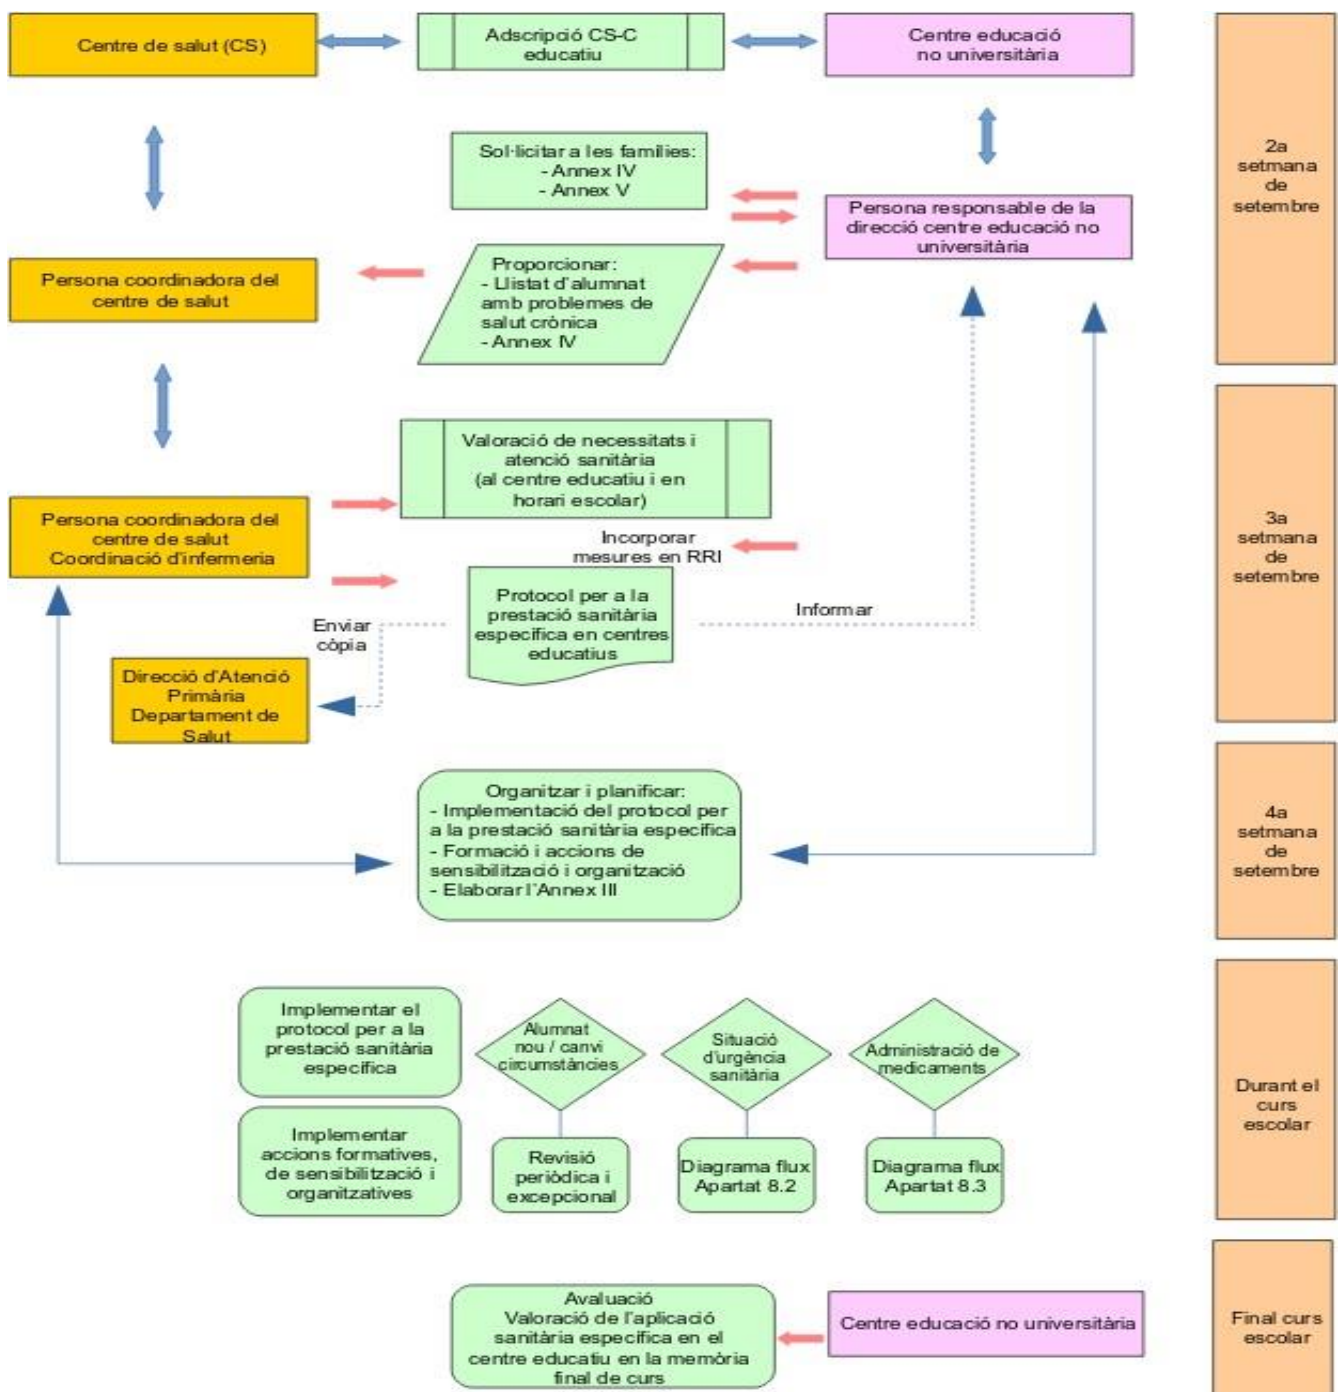 Centre de salut (CS)
Adscripció CS-C
educatiu
Centre educació
no universitària
2a
setmana
de
setembre
Sol·licitar a les famílies:
- Annex IV
- Annex V
Persona responsable de la
direcció centre educació no
universitària
Persona coordinadora del
centre de salut
Proporcionar:
- Llistat d'alumnat
amb problemes de
salut crònica
- Annex IV
3a
setmana
de
setembre
Valoració de necessitats i
atenció sanitària
(al centre educatiu i en
horari escolar)
Persona coordinadora del
centre de salut
Coordinació d'infermeria
Incorporar
mesures en RRI
Protocol per a la
prestació sanitària
específica en centres
educatius
Informar
Enviar
còpia
Direcció d'Atenció
Primària
Departament de
Salut
4a
setmana
de
setembre
Organitzar i planificar:
- Implementació del protocol per
a la prestació sanitària específica
- Formació i accions de
sensibilització i organització
- Elaborar l'Annex III
Durant el
curs
escolar
Implementar el
protocol per a la
prestació sanitària
específica
Alumnat
nou / canvi
circumstàncies
Situació
d'urgència
sanitària
Administració de
medicaments
Implementar
accions formatives,
de sensibilització i
organitzatives
Revisió
periòdica i
excepcional
Diagrama flux
Apartat 8.2
Diagrama flux
Apartat 8.3
Avaluació
Valoració de l'aplicació
sanitària específica en el
centre educatiu en la memòria
final de curs
Centre educació no universitària
Final curs
escolar